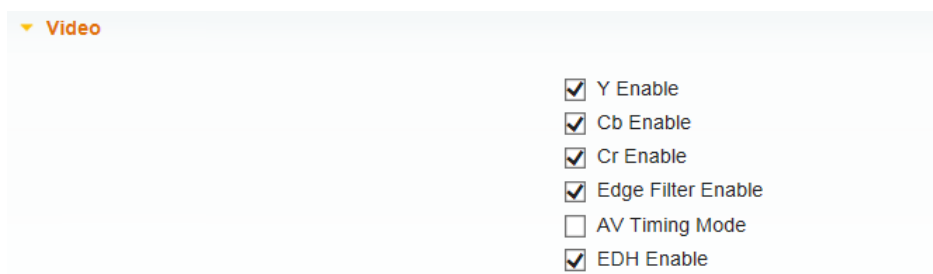 Video
Y Enable
Cb Enable
Cr Enable
Edge Filter Enable
AV Timing Mode
EDH Enable